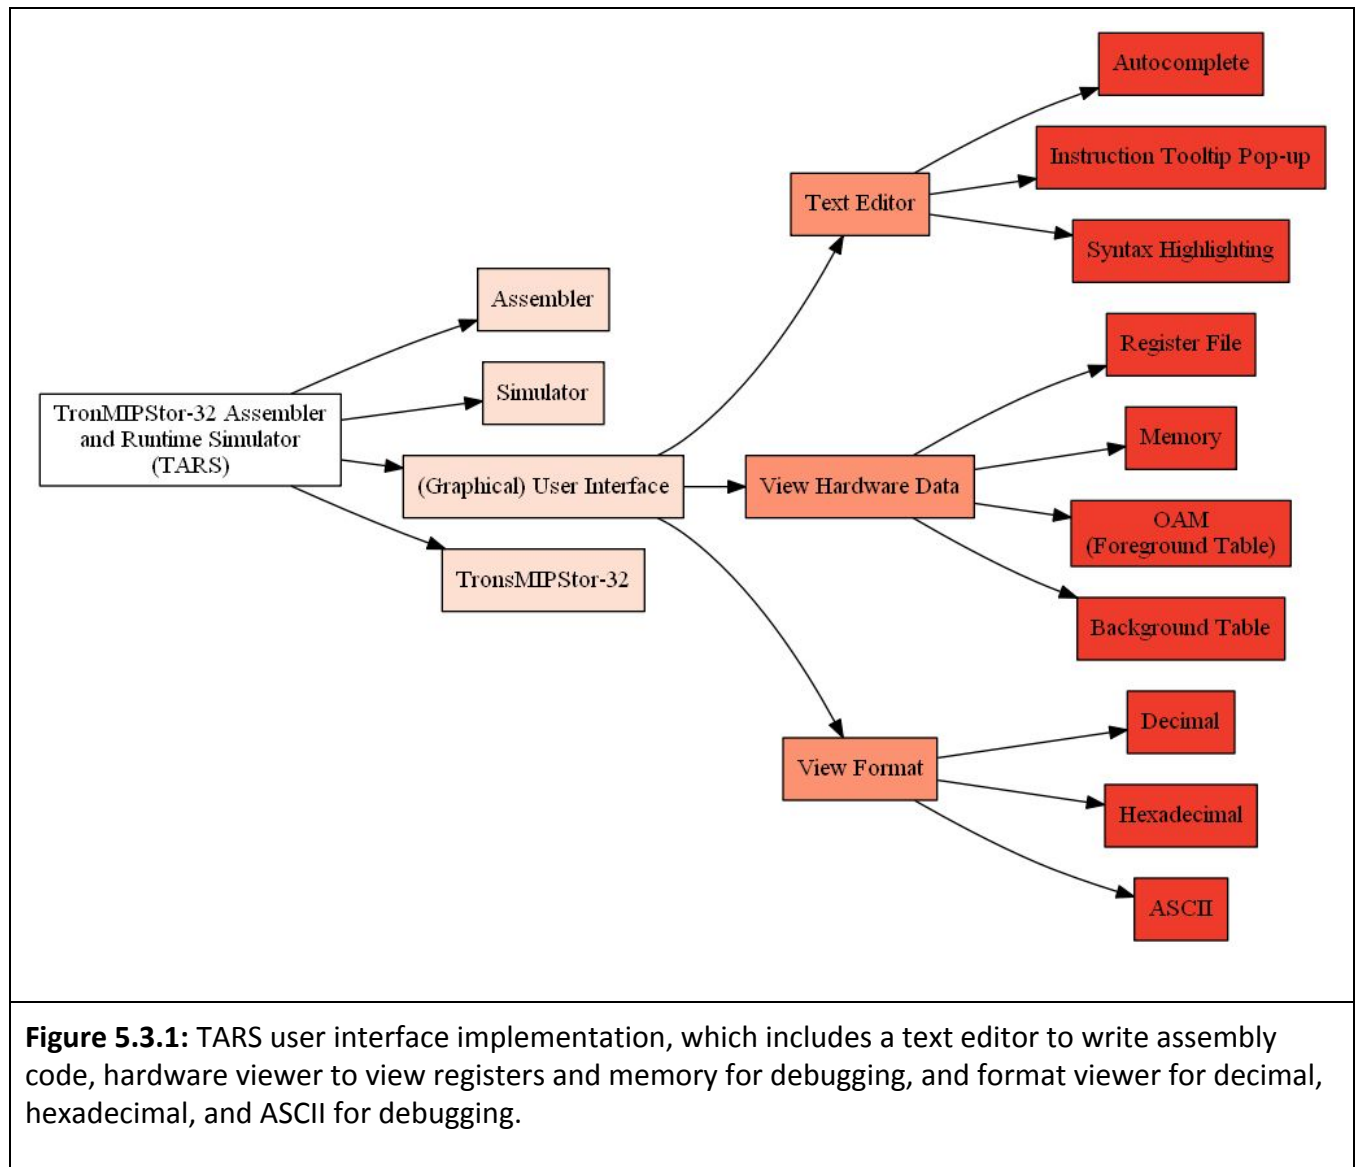 Autocomplete
Instruction Tooltip Pop-up
Text Editor
Syntax Highlighting
Assembler
Register File
Simulator
TronMIPStor-32 Assembler
and Runtime Simulator
(TARS)
Memory
(Graphical) User Interface
View Hardware Data
OAM
(Foreground Table)
TronsMIPStor-32
Background Table
Decimal
View Format
Hexadecimal
ASCII
Figure 5.3.1: TARS user interface implementation, which includes a text editor to write assembly
code, hardware viewer to view registers and memory for debugging, and format viewer for decimal,
hexadecimal, and ASCII for debugging.